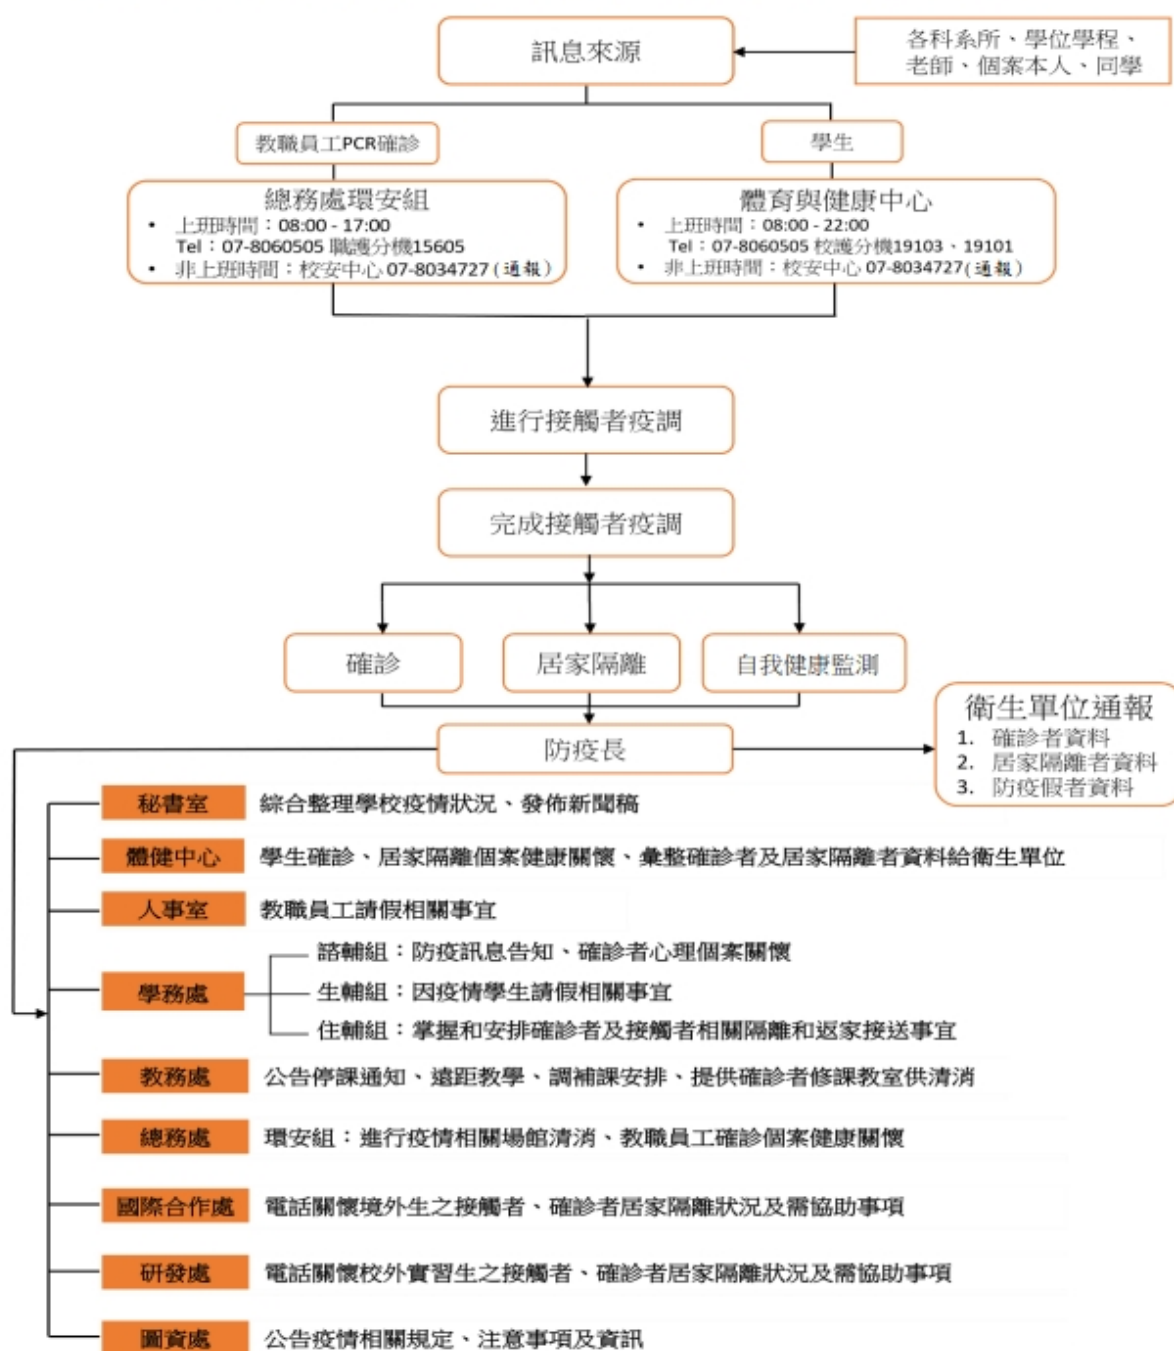 訊息來源
各科系所、學位學程、
老師、個案本人、同學
教職員工PCR確診
學生
總務處環安組
• 上班時間：08:00 - 17:00
Tel：07-8060505 職護分機15605
• 非上班時間：校安中心 07-8034727（通報）
體育與健康中心
• 上班時間：08:00 - 22:00
Tel：07-8060505 校護分機19103、19101
• 非上班時間：校安中心 07-8034727（通報）
進行接觸者疫調
完成接觸者疫調
確診
居家隔離
自我健康監測
防疫長
衛生單位通報
1. 確診者資料
2. 居家隔離者資料
3. 防疫假者資料
秘書室 綜合整理學校疫情狀況、發佈新聞稿
體健中心 學生確診、居家隔離個案健康關懷、彙整確診者及居家隔離者資料給衛生單位
人事室 教職員工請假相關事宜
諮輔組：防疫訊息告知、確診者心理個案關懷
學務處 生輔組：因疫情學生請假相關事宜
住輔組：掌握和安排確診者及接觸者相關隔離和返家接送事宜
教務處 公告停課通知、遠距教學、調補課安排、提供確診者修課教室供清消
總務處 環安組：進行疫情相關場館清消、教職員工確診個案健康關懷
國際合作處 電話關懷境外生之接觸者、確診者居家隔離狀況及需協助事項
研發處 電話關懷校外實習生之接觸者、確診者居家隔離狀況及需協助事項
圖資處 公告疫情相關規定、注意事項及資訊